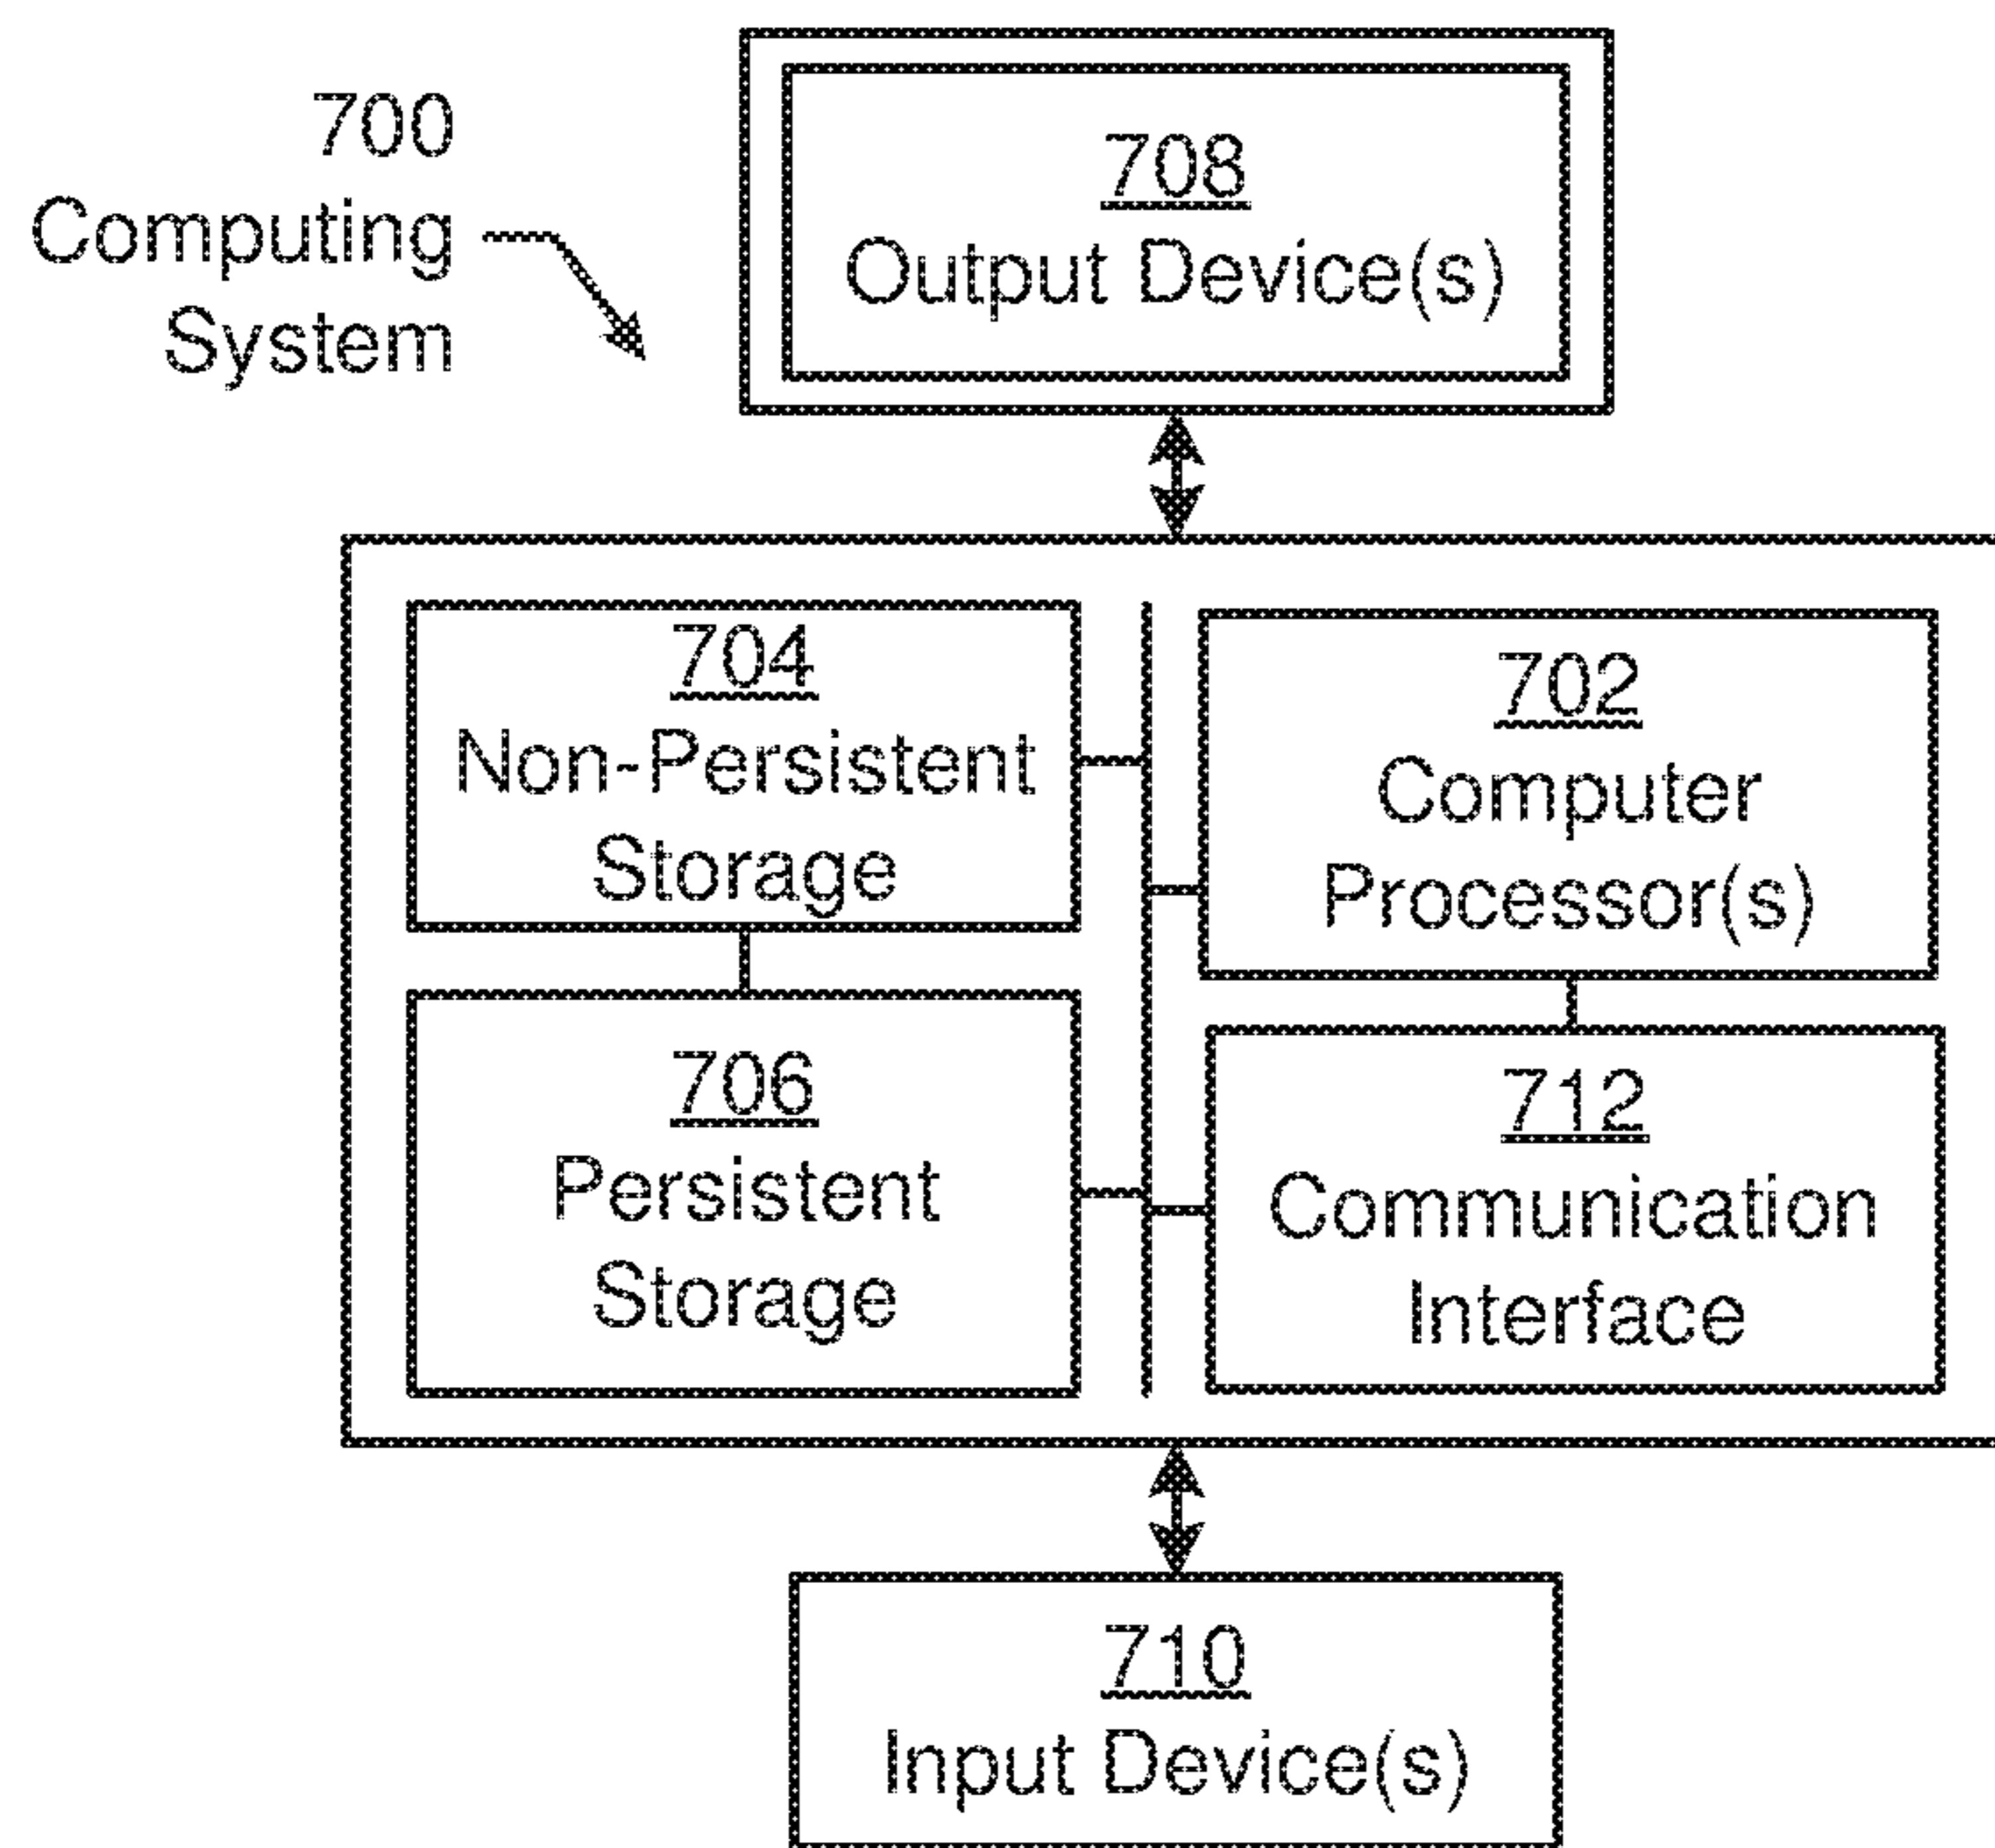 700
Computing
System
708
Output Device(s)
704
Non-Persistent
Storage
702
Computer
Processor(s)
706
Persistent
Storage
712
Communication
Interface
710
Input Device(s)